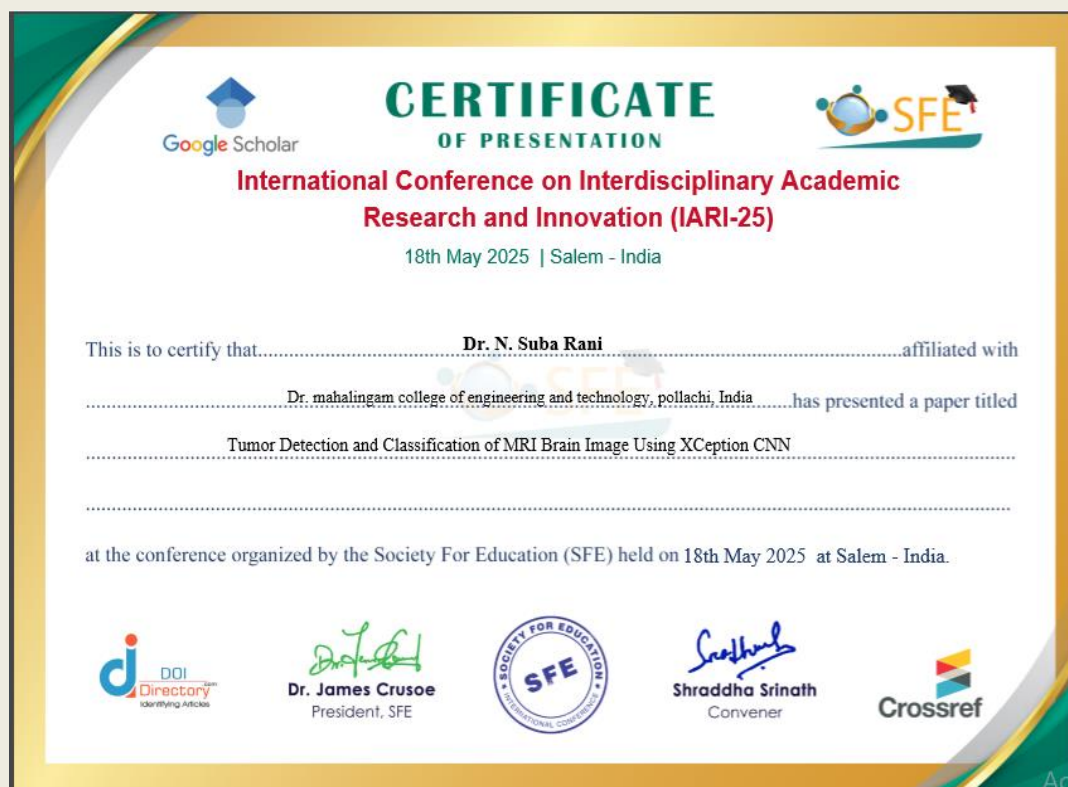 Google Scholar
CERTIFICATE
OF PRESENTATION
SFE
International Conference on Interdisciplinary Academic
Research and Innovation (IARI-25)
18th May 2025 | Salem - India
This is to certify that Dr. N. Suba Rani affiliated with
Dr. mahalingam college of engineering and technology, pollachi, India has presented a paper titled
Tumor Detection and Classification of MRI Brain Image Using XCeption CNN
at the conference organized by the Society For Education (SFE) held on 18th May 2025 at Salem - India.
DOI
Directory.com
Identifying Articles
Dr. James Crusoe
President, SFE
SOCIETY FOR EDUCATION
SFE
INTERNATIONAL CONFERENCE
Shraddha Srinath
Convener
Crossref